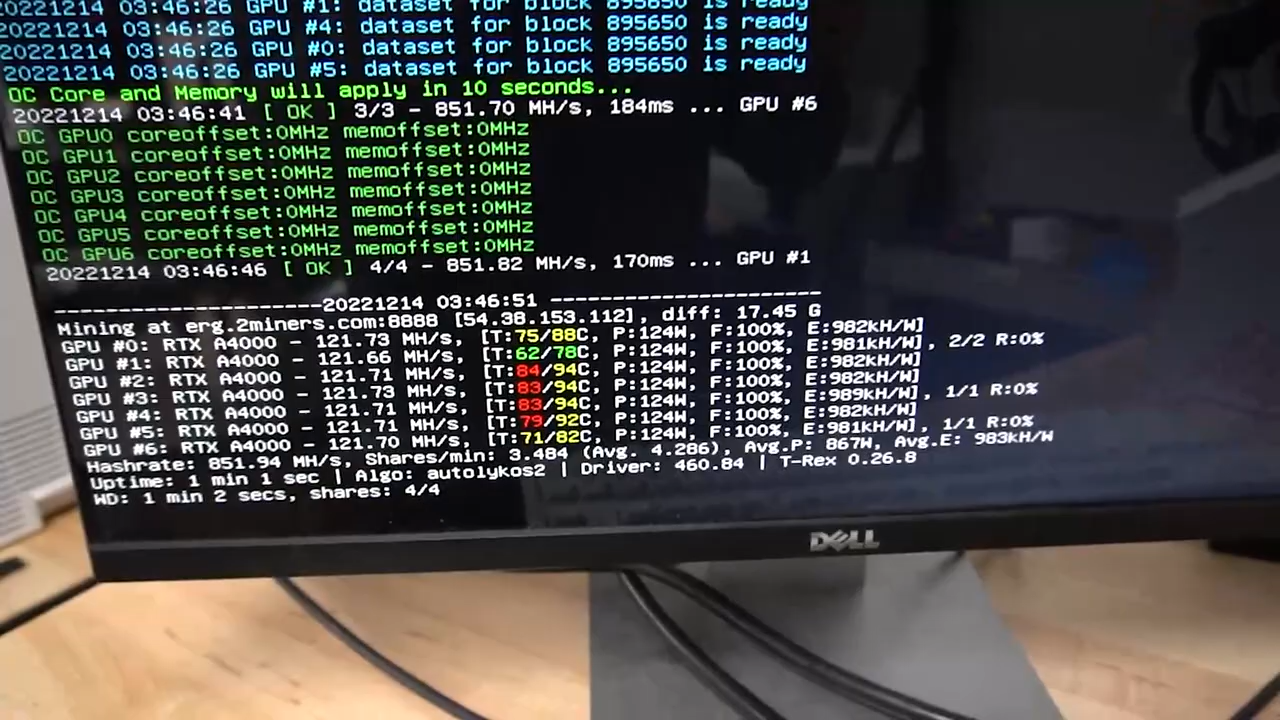 20221214 03:46:26 GPU #1: dataset for block 895650 is ready
20221214 03:46:26 GPU #4: dataset for block 895650 is ready
20221214 03:46:26 GPU #0: dataset for block 895650 is ready
20221214 03:46:26 GPU #5: dataset for block 895650 is ready
OC Core and Memory will apply in 10 seconds...
20221214 03:46:41 [ OK ] 3/3 - 851.70 MH/s, 184ms ... GPU #6
OC GPU0 coreoffset:0MHz memoffset:0MHz
OC GPU1 coreoffset:0MHz memoffset:0MHz
OC GPU2 coreoffset:0MHz memoffset:0MHz
OC GPU3 coreoffset:0MHz memoffset:0MHz
OC GPU4 coreoffset:0MHz memoffset:0MHz
OC GPU5 coreoffset:0MHz memoffset:0MHz
OC GPU6 coreoffset:0MHz memoffset:0MHz
20221214 03:46:46 [ OK ] 4/4 - 851.82 MH/s, 170ms ... GPU #1
--------------------20221214 03:46:51 --------------------
Mining at erg.2miners.com:8888 [54.38.153.112], diff: 17.45 G
GPU #0: RTX A4000 - 121.73 MH/s, [T:75/88C, P:124W, F:100%, E:982kH/W]
GPU #1: RTX A4000 - 121.66 MH/s, [T:62/78C, P:124W, F:100%, E:981kH/W], 2/2 R:0%
GPU #2: RTX A4000 - 121.71 MH/s, [T:84/94C, P:124W, F:100%, E:982kH/W]
GPU #3: RTX A4000 - 121.73 MH/s, [T:83/94C, P:124W, F:100%, E:982kH/W]
GPU #4: RTX A4000 - 121.71 MH/s, [T:83/94C, P:124W, F:100%, E:989kH/W], 1/1 R:0%
GPU #5: RTX A4000 - 121.71 MH/s, [T:79/92C, P:124W, F:100%, E:982kH/W]
GPU #6: RTX A4000 - 121.70 MH/s, [T:71/82C, P:124W, F:100%, E:981kH/W], 1/1 R:0%
Hashrate: 851.94 MH/s, Shares/min: 3.484 (Avg. 4.286), Avg.P: 867W, Avg.E: 983kH/W
Uptime: 1 min 1 sec | Algo: autolykos2 | Driver: 460.84 | T-Rex 0.26.8
WD: 1 min 2 secs, shares: 4/4
DELL